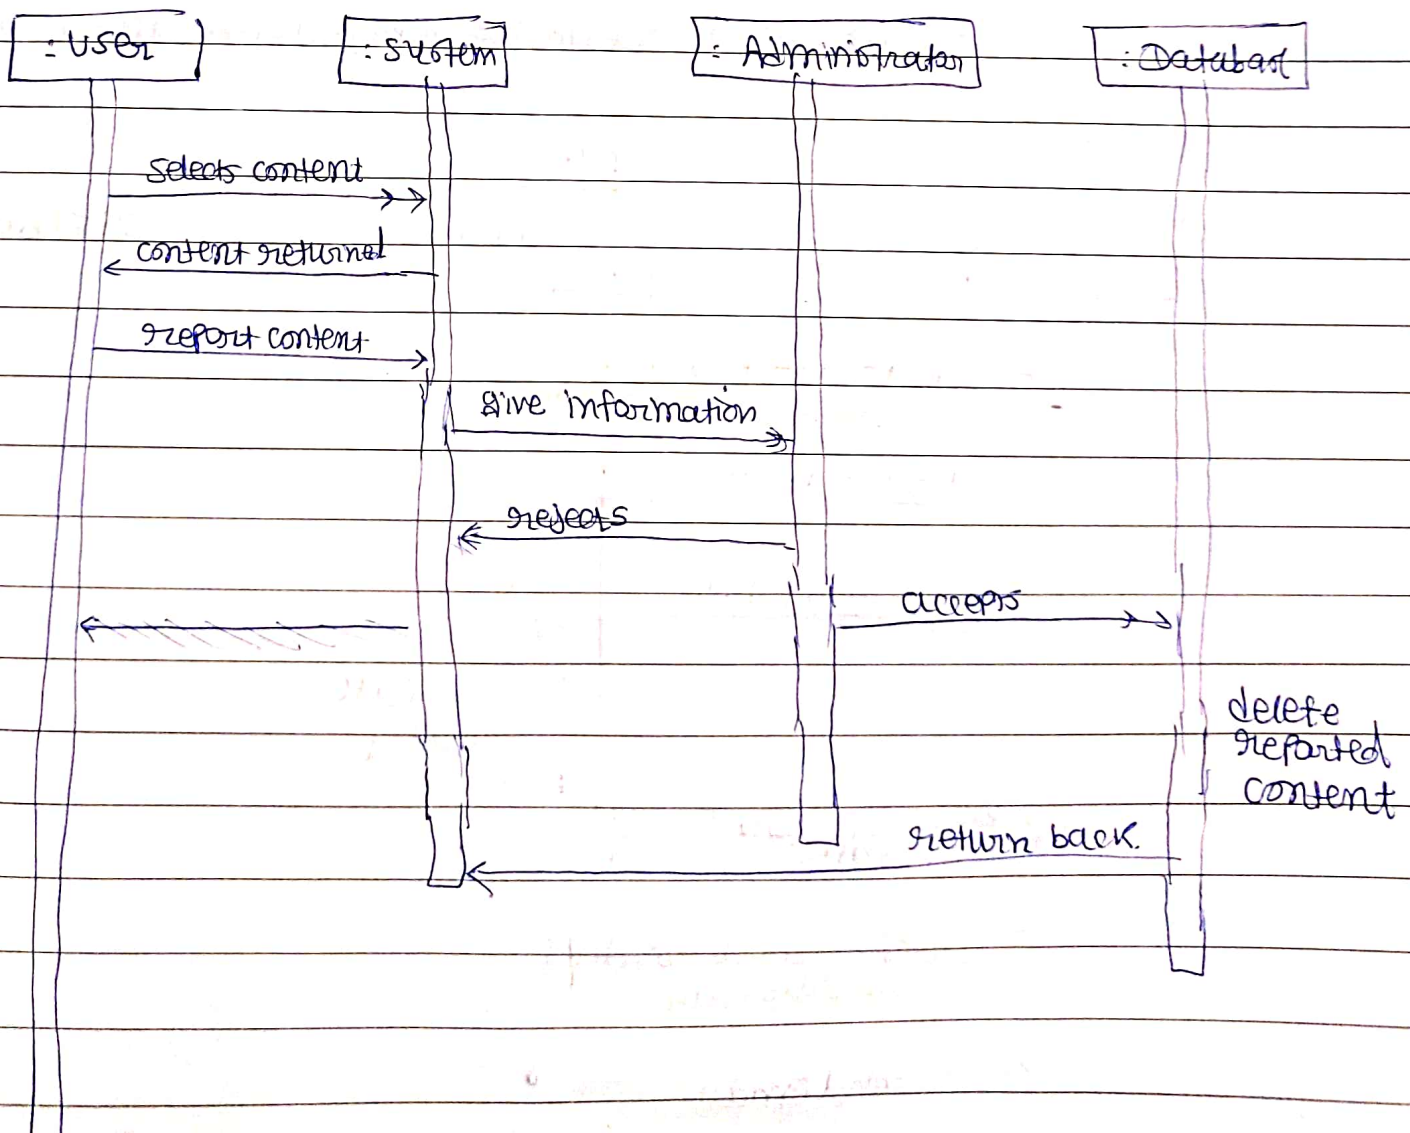 : user
: system
: Administrator
: Database
selects content
content returned
report content
give information
rejects
accepts
delete
reported
content
return back.